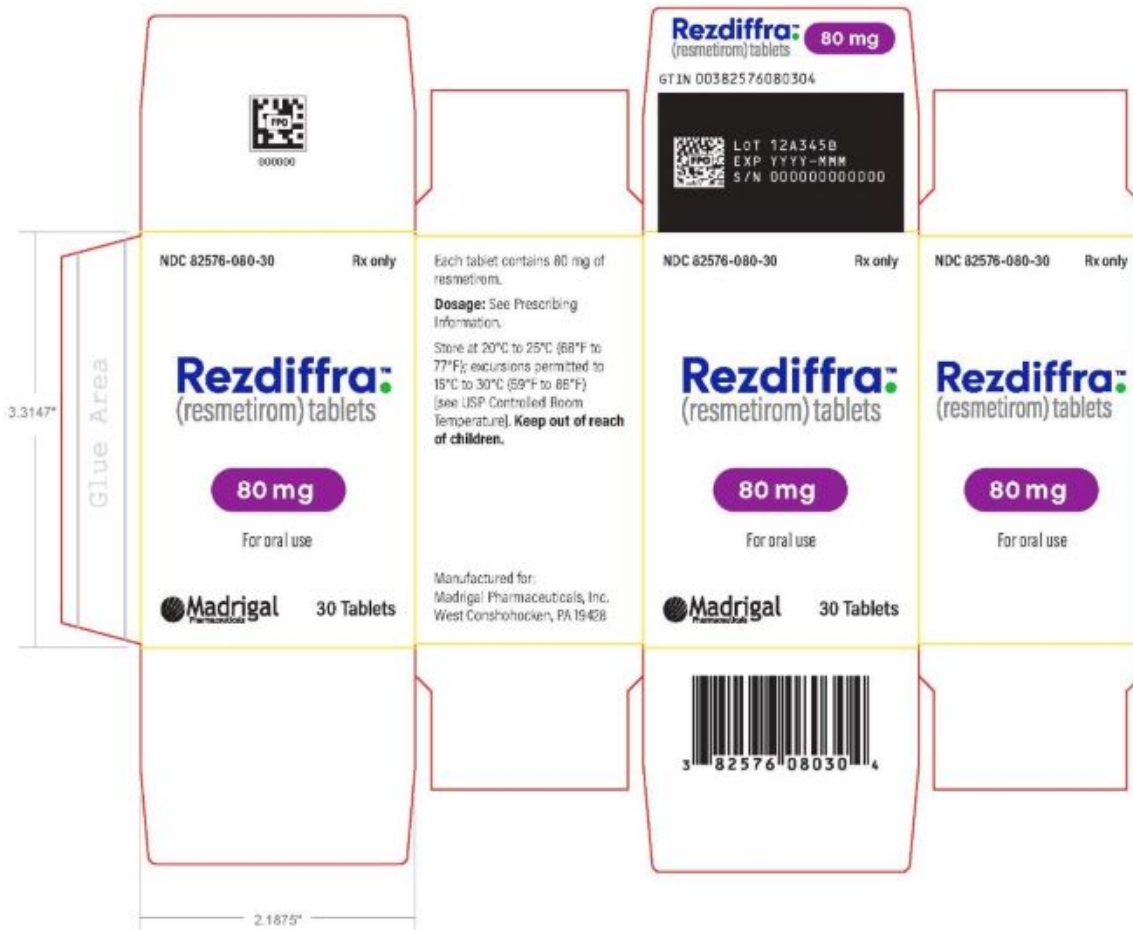 FPO
000000
Rezdiffra™
80 mg
(resmetirom) tablets
GTIN 00382576080304
FPO
LOT 12A345B
EXP YYYY-MMM
S/N 000000000000
Glue Area
3.3147"
NDC 82576-080-30 Rx only
Rezdiffra™
(resmetirom) tablets
80 mg
For oral use
Madrigal
Pharmaceuticals
30 Tablets
Each tablet contains 80 mg of
resmetirom.
Dosage: See Prescribing
Information.
Store at 20°C to 25°C (68°F to
77°F); excursions permitted to
15°C to 30°C (59°F to 86°F)
[see USP Controlled Room
Temperature]. Keep out of reach
of children.
Manufactured for:
Madrigal Pharmaceuticals, Inc.
West Conshohocken, PA 19428
NDC 82576-080-30 Rx only
Rezdiffra™
(resmetirom) tablets
80 mg
For oral use
Madrigal
Pharmaceuticals
30 Tablets
NDC 82576-080-30 Rx only
Rezdiffra™
(resmetirom) tablets
80 mg
For oral use
3 82576 08030 4
2.1875"